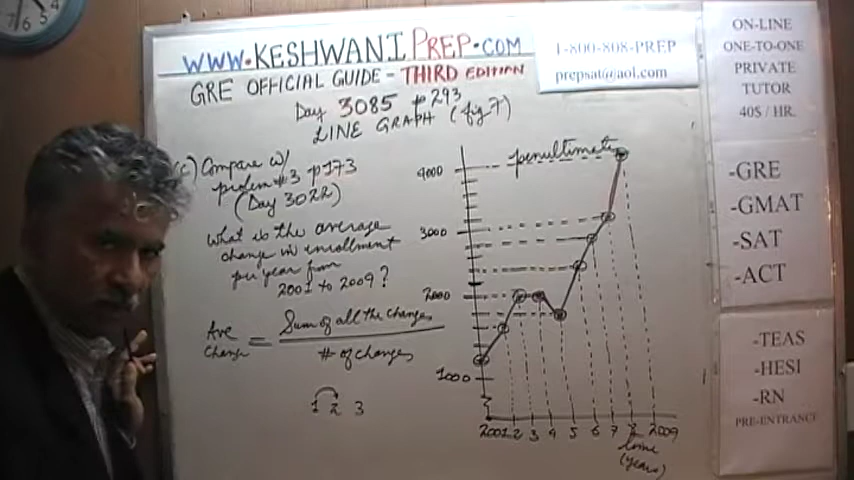 WWW.KESHWANIPREP.COM
GRE OFFICIAL GUIDE - THIRD EDITION
Day 3085 p293
LINE GRAPH (fig 7)
1-800-808-PREP
prepsat@aol.com
(c) Compare w/
problem #3 p173
(Day 3022)
What is the average
change in enrollment
per year from
2001 to 2009?
Ave Change = Sum of all the changes
# of changes
1 2 3
penultimate
4000
3000
2000
1000
2001 2 3 4 5 6 7 8 2009
time
(years)
ON-LINE
ONE-TO-ONE
PRIVATE
TUTOR
40$ / HR.
-GRE
-GMAT
-SAT
-ACT
-TEAS
-HESI
-RN
PRE-ENTRANCE
7 6 5 4